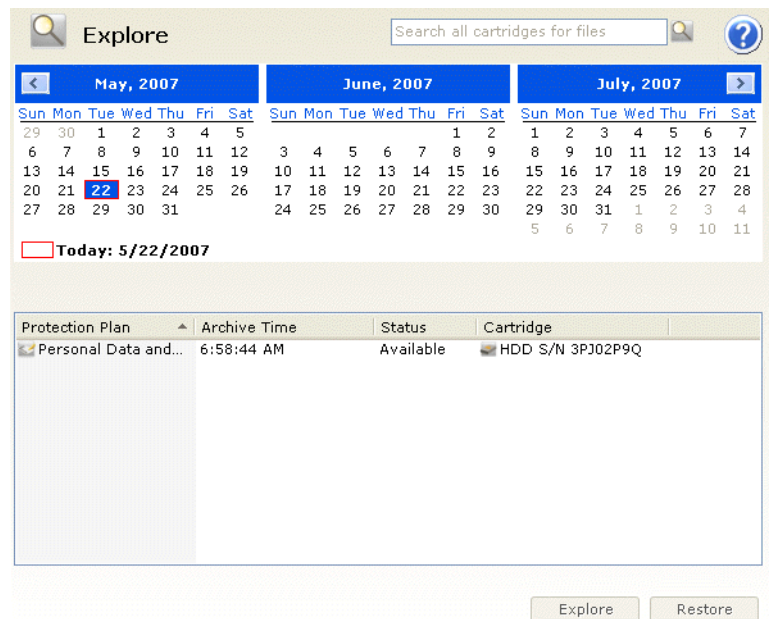 Explore Search all cartridges for files ?
< May, 2007 June, 2007 July, 2007 >
Sun Mon Tue Wed Thu Fri Sat Sun Mon Tue Wed Thu Fri Sat Sun Mon Tue Wed Thu Fri Sat
29 30 1 2 3 4 5 1 2 1 2 3 4 5 6 7
6 7 8 9 10 11 12 3 4 5 6 7 8 9 8 9 10 11 12 13 14
13 14 15 16 17 18 19 10 11 12 13 14 15 16 15 16 17 18 19 20 21
20 21 22 23 24 25 26 17 18 19 20 21 22 23 22 23 24 25 26 27 28
27 28 29 30 31 24 25 26 27 28 29 30 29 30 31 1 2 3 4
5 6 7 8 9 10 11
Today: 5/22/2007
Protection Plan Archive Time Status Cartridge
Personal Data and... 6:58:44 AM Available HDD S/N 3PJ02P9Q
Explore Restore